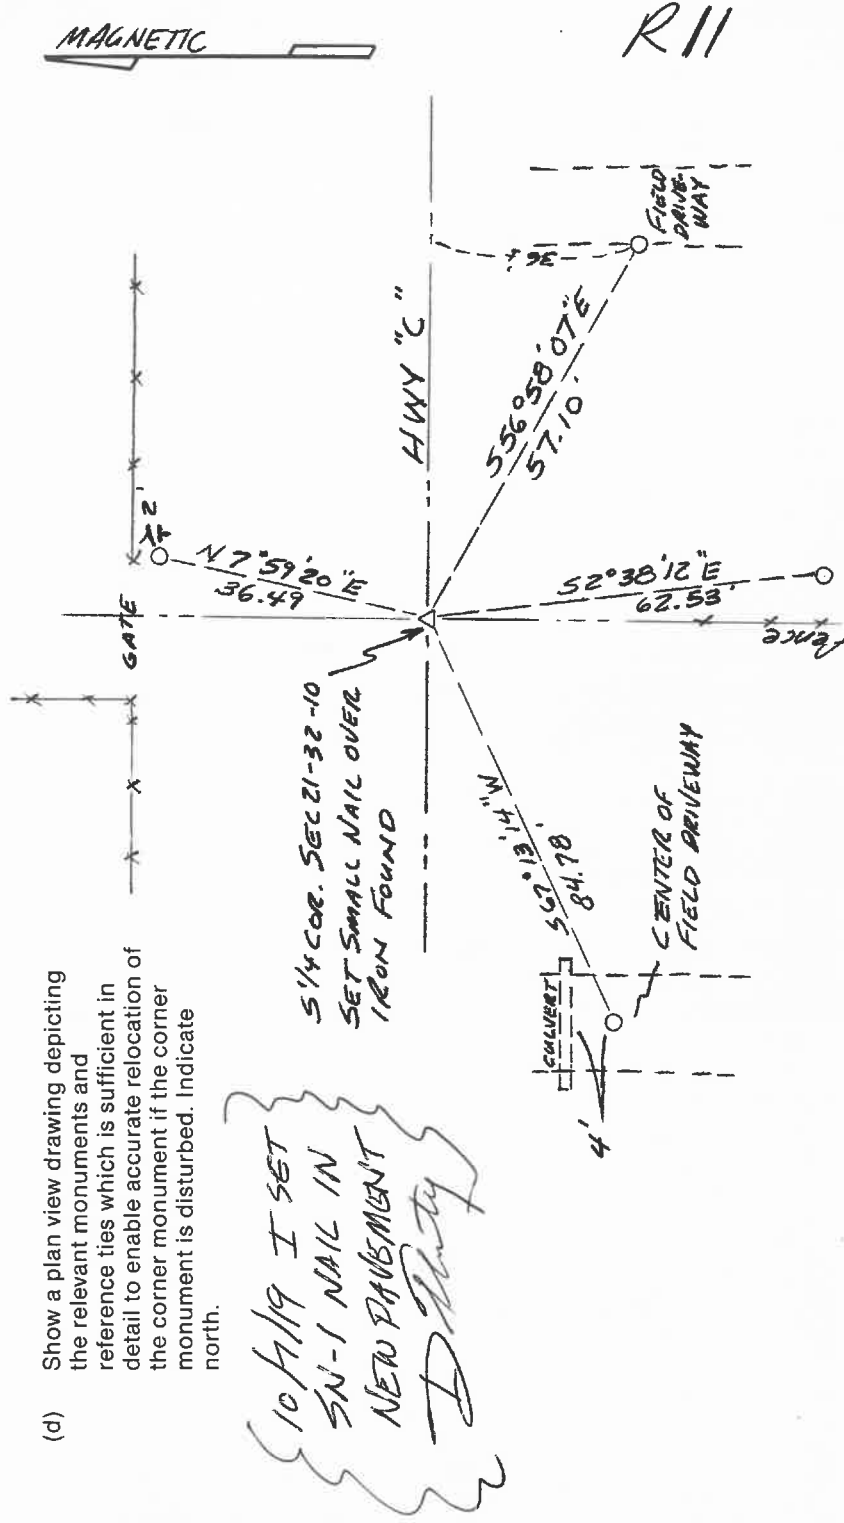 R11
MAGNETIC
(d) Show a plan view drawing depicting
the relevant monuments and
reference ties which is sufficient in
detail to enable accurate relocation of
the corner monument if the corner
monument is disturbed. Indicate
north.
10/7/19 I SET
SN-1 NAIL IN
NEW PAVEMENT
S 1/4 COR. SEC 21-32-10
SET SMALL NAIL OVER
IRON FOUND
GATE
2'
N 7°59'20"E
36.49
HWY "C"
36'±
S56°58'07"E
57.10'
FIELD
DRIVE-
WAY
S2°38'12"E
62.53'
fence
S67°13'14"W
84.78'
CULVERT
4'
CENTER OF
FIELD DRIVEWAY